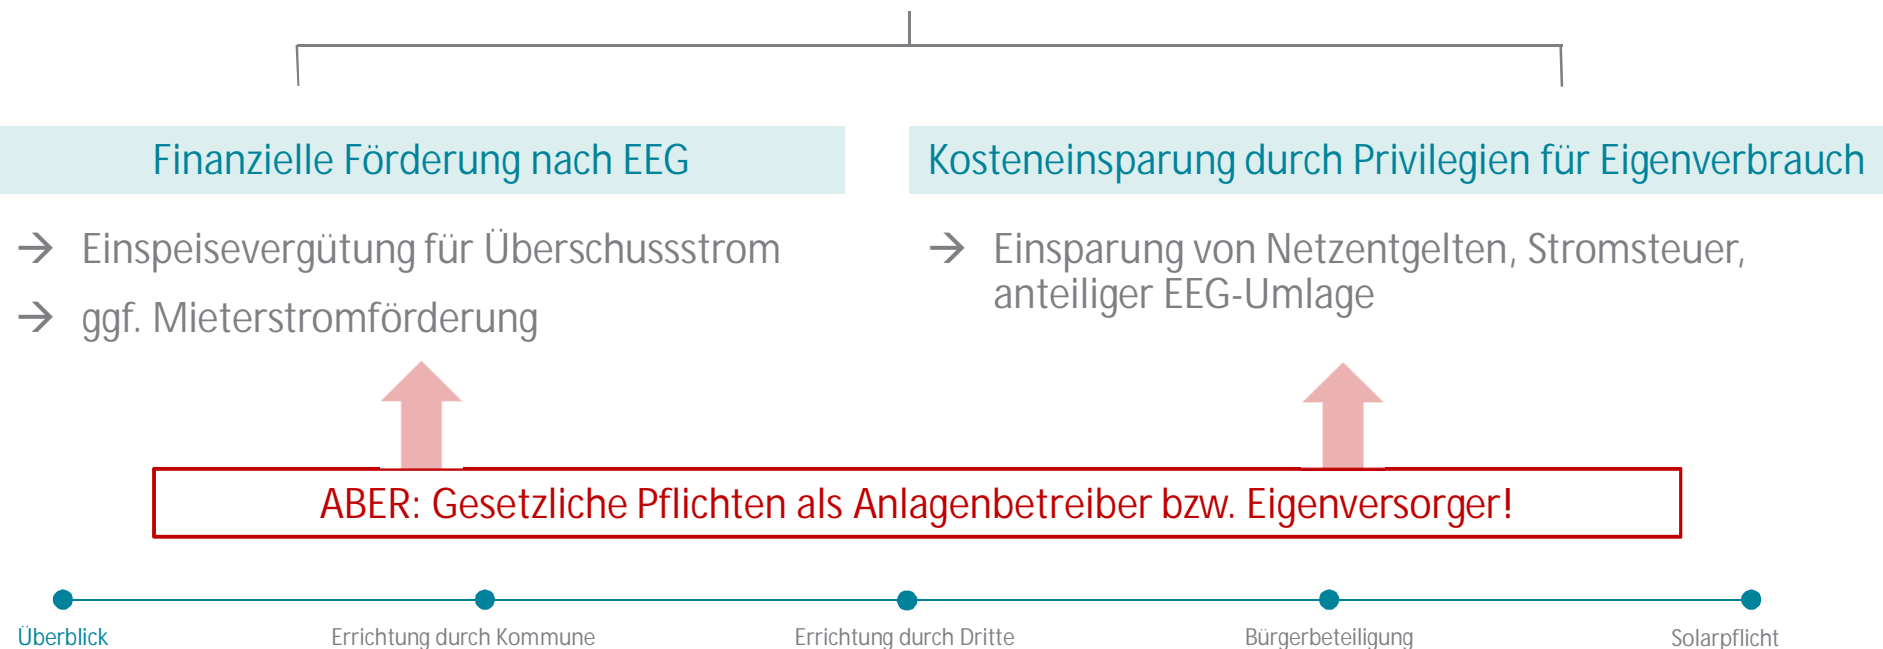 Finanzielle Förderung nach EEG
→ Einspeisevergütung für Überschussstrom
→ ggf. Mieterstromförderung
Kosteneinsparung durch Privilegien für Eigenverbrauch
→ Einsparung von Netzentgelten, Stromsteuer,
anteiliger EEG-Umlage
ABER: Gesetzliche Pflichten als Anlagenbetreiber bzw. Eigenversorger!
Überblick
Errichtung durch Kommune
Errichtung durch Dritte
Bürgerbeteiligung
Solarpflicht